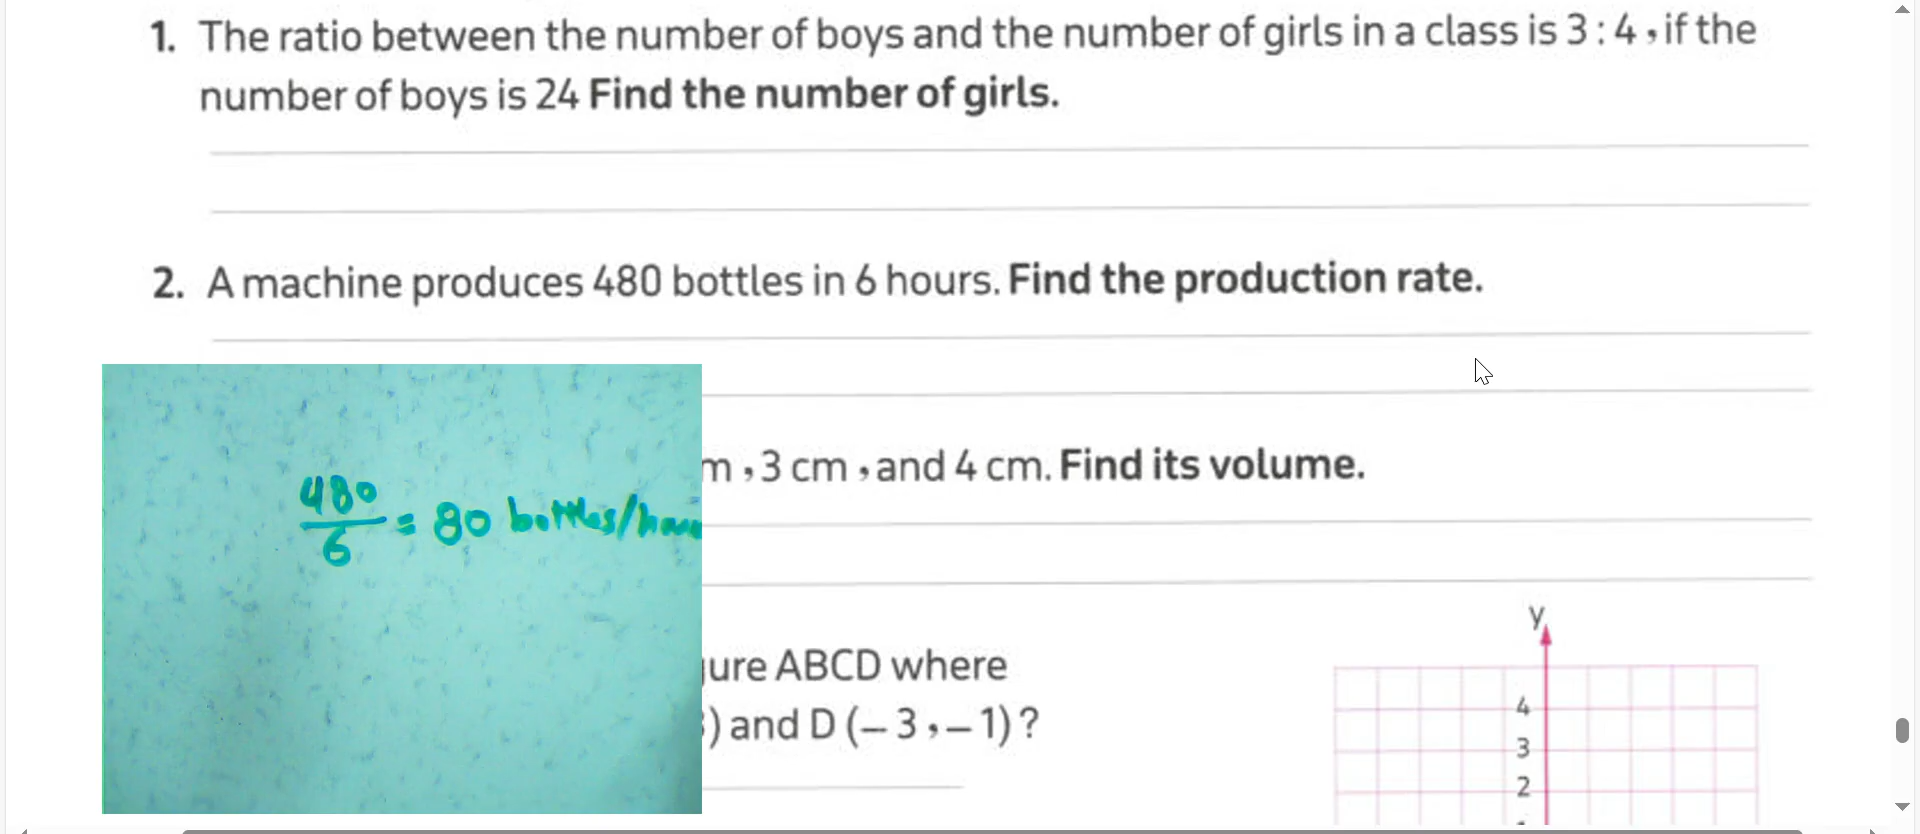 1. The ratio between the number of boys and the number of girls in a class is 3 : 4 , if the
number of boys is 24 Find the number of girls.
2. A machine produces 480 bottles in 6 hours. Find the production rate.
480
6
= 80 bottles/hour
m , 3 cm , and 4 cm. Find its volume.
ure ABCD where
) and D (– 3 , – 1) ?
y
4
3
2